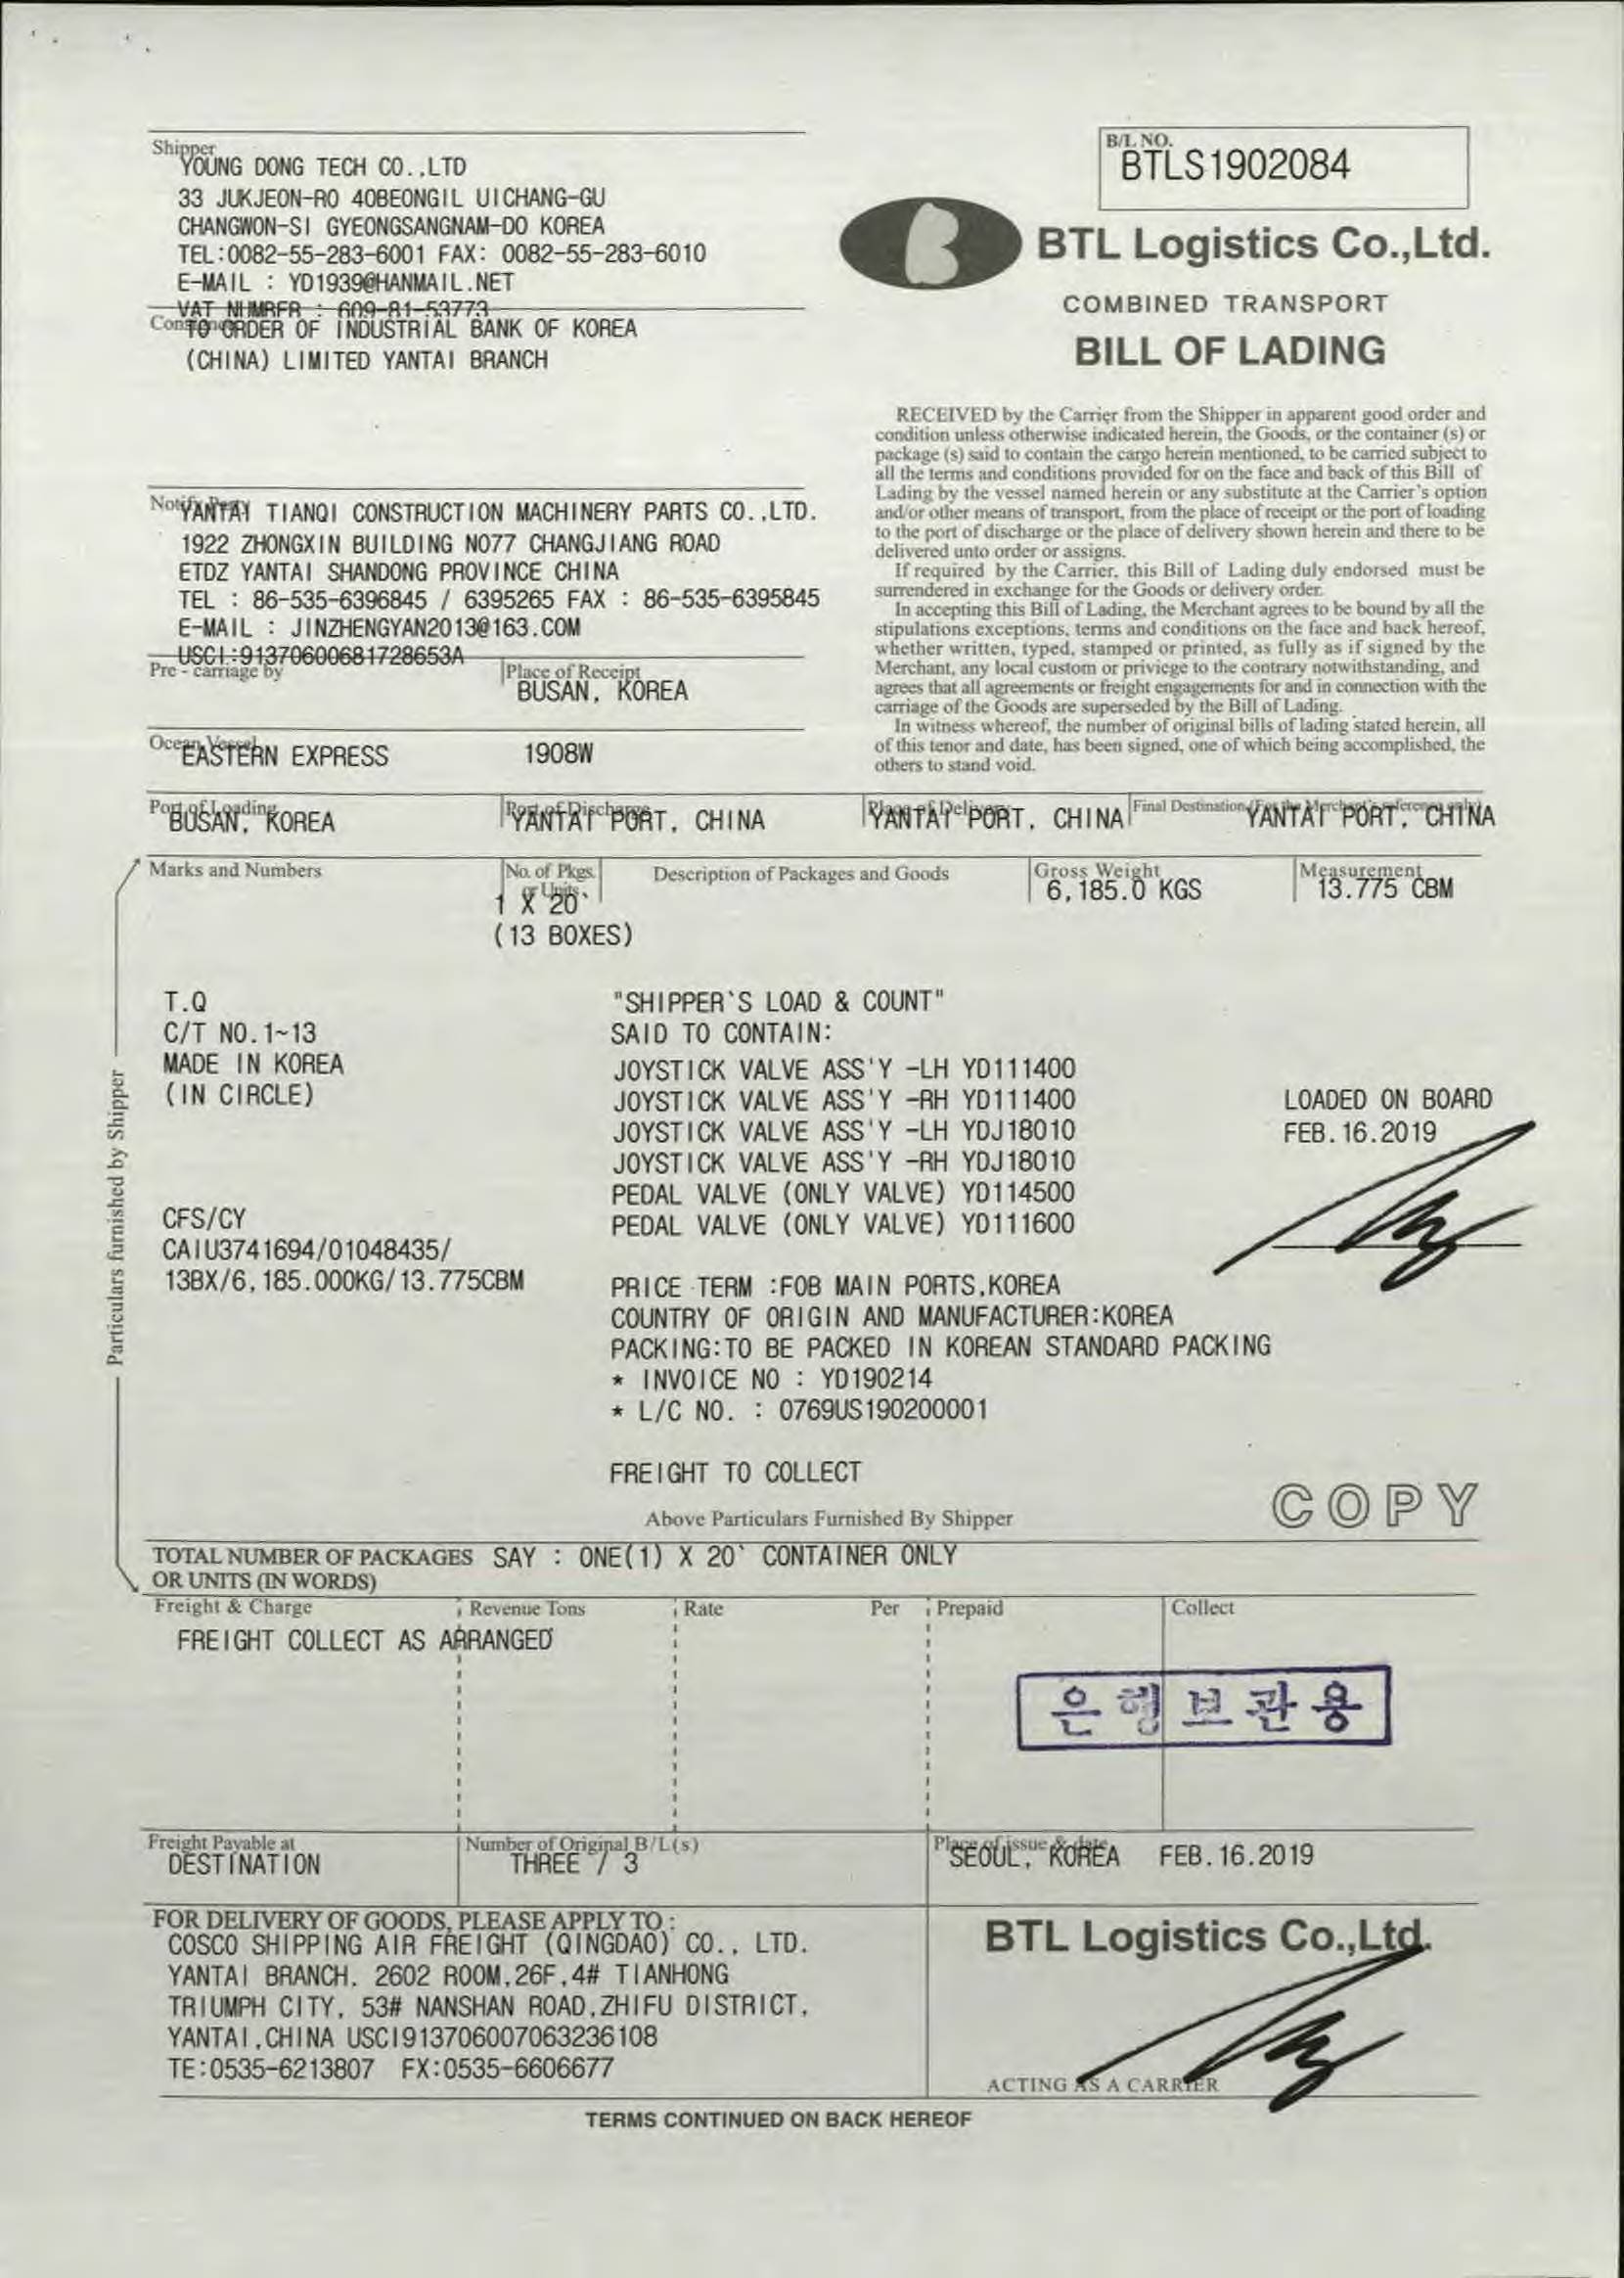 Shipper
YOUNG DONG TECH CO.,LTD
33 JUKJEON-RO 40BEONGIL UICHANG-GU
CHANGWON-SI GYEONGSANGNAM-DO KOREA
TEL:0082-55-283-6001 FAX: 0082-55-283-6010
E-MAIL : YD1939@HANMAIL.NET
VAT NUMBER : 609-81-53773
B/L NO.
BTLS1902084
BTL Logistics Co.,Ltd.
COMBINED TRANSPORT
BILL OF LADING
Consignee
TO ORDER OF INDUSTRIAL BANK OF KOREA
(CHINA) LIMITED YANTAI BRANCH
RECEIVED by the Carrier from the Shipper in apparent good order and
condition unless otherwise indicated herein, the Goods, or the container (s) or
package (s) said to contain the cargo herein mentioned, to be carried subject to
all the terms and conditions provided for on the face and back of this Bill of
Lading by the vessel named herein or any substitute at the Carrier's option
and/or other means of transport, from the place of receipt or the port of loading
to the port of discharge or the place of delivery shown herein and there to be
delivered unto order or assigns.
If required by the Carrier, this Bill of Lading duly endorsed must be
surrendered in exchange for the Goods or delivery order.
In accepting this Bill of Lading, the Merchant agrees to be bound by all the
stipulations exceptions, terms and conditions on the face and back hereof,
whether written, typed, stamped or printed, as fully as if signed by the
Merchant, any local custom or priviege to the contrary notwithstanding, and
agrees that all agreements or freight engagements for and in connection with the
carriage of the Goods are superseded by the Bill of Lading.
In witness whereof, the number of original bills of lading stated herein, all
of this tenor and date, has been signed, one of which being accomplished, the
others to stand void.
Notify Party
YANTAI TIANQI CONSTRUCTION MACHINERY PARTS CO.,LTD.
1922 ZHONGXIN BUILDING NO77 CHANGJIANG ROAD
ETDZ YANTAI SHANDONG PROVINCE CHINA
TEL : 86-535-6396845 / 6395265 FAX : 86-535-6395845
E-MAIL : JINZHENGYAN2013@163.COM
USCI:91370600681728653A
Pre - carriage by
Place of Receipt
BUSAN, KOREA
Ocean Vessel
EASTERN EXPRESS 1908W
Port of Loading
BUSAN, KOREA
Port of Discharge
YANTAI PORT, CHINA
Place of Delivery
YANTAI PORT, CHINA
Final Destination (For the Merchant's reference only)
YANTAI PORT, CHINA
Marks and Numbers
No. of Pkgs.
or Units
Description of Packages and Goods
Gross Weight
Measurement
1 X 20`
6,185.0 KGS
13.775 CBM
(13 BOXES)
T.Q
C/T NO.1~13
MADE IN KOREA
(IN CIRCLE)
CFS/CY
CAIU3741694/01048435/
13BX/6,185.000KG/13.775CBM
"SHIPPER`S LOAD & COUNT"
SAID TO CONTAIN:
JOYSTICK VALVE ASS'Y -LH YD111400
JOYSTICK VALVE ASS'Y -RH YD111400
JOYSTICK VALVE ASS'Y -LH YDJ18010
JOYSTICK VALVE ASS'Y -RH YDJ18010
PEDAL VALVE (ONLY VALVE) YD114500
PEDAL VALVE (ONLY VALVE) YD111600
LOADED ON BOARD
FEB.16.2019
PRICE TERM :FOB MAIN PORTS,KOREA
COUNTRY OF ORIGIN AND MANUFACTURER:KOREA
PACKING:TO BE PACKED IN KOREAN STANDARD PACKING
* INVOICE NO : YD190214
* L/C NO. : 0769US190200001
FREIGHT TO COLLECT
Particulars furnished by Shipper
Above Particulars Furnished By Shipper
COPY
TOTAL NUMBER OF PACKAGES
OR UNITS (IN WORDS)
SAY : ONE(1) X 20` CONTAINER ONLY
Freight & Charge Revenue Tons Rate Per Prepaid Collect
FREIGHT COLLECT AS ARRANGED
은행보관용
Freight Payable at
DESTINATION
Number of Original B/L(s)
THREE / 3
Place of issue & date
SEOUL, KOREA FEB.16.2019
FOR DELIVERY OF GOODS, PLEASE APPLY TO :
COSCO SHIPPING AIR FREIGHT (QINGDAO) CO., LTD.
YANTAI BRANCH, 2602 ROOM,26F,4# TIANHONG
TRIUMPH CITY, 53# NANSHAN ROAD,ZHIFU DISTRICT,
YANTAI,CHINA USCI913706007063236108
TE:0535-6213807 FX:0535-6606677
BTL Logistics Co.,Ltd.
ACTING AS A CARRIER
TERMS CONTINUED ON BACK HEREOF